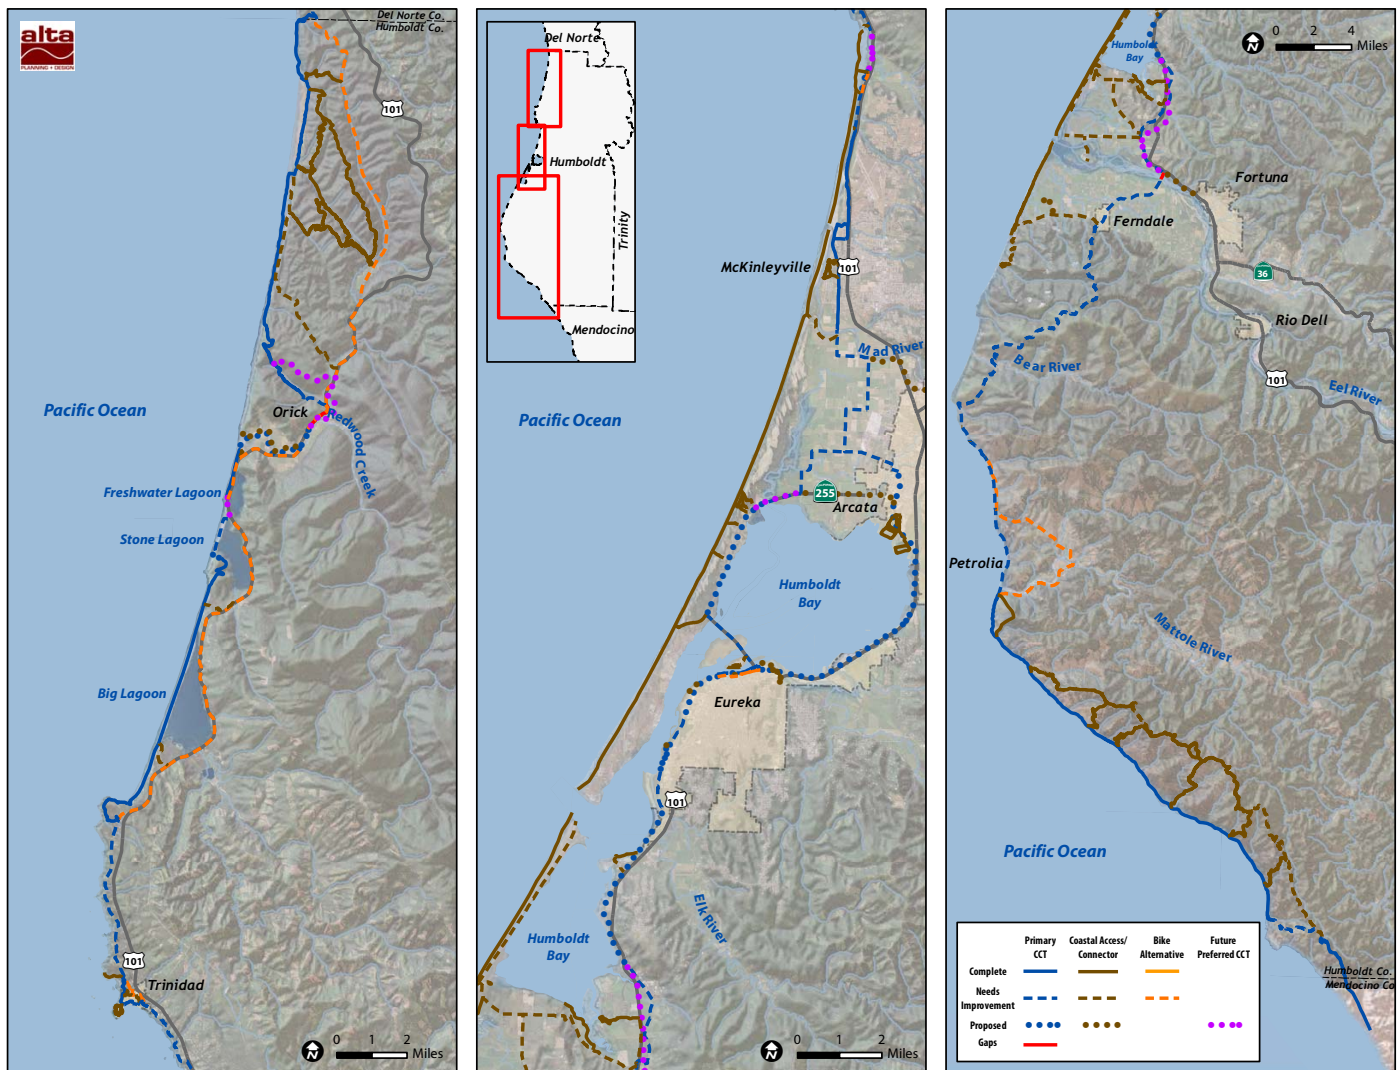 alta
PLANNING + DESIGN
Del Norte Co.
Humboldt Co.
101
Pacific Ocean
Orick
Redwood Creek
Freshwater Lagoon
Stone Lagoon
Big Lagoon
101
Trinidad
N
0 1 2
Miles
Del Norte
Humboldt
Trinity
Mendocino
McKinleyville
101
Mad River
Pacific Ocean
255
Arcata
Humboldt
Bay
Eureka
101
Elk River
Humboldt
Bay
N
0 1 2
Miles
Humboldt
Bay
N
0 2 4
Miles
Fortuna
Ferndale
36
Rio Dell
Bear River
101
Eel River
Petrolia
Mattole River
Pacific Ocean
Primary
CCT
Coastal Access/
Connector
Bike
Alternative
Future
Preferred CCT
Complete
Needs
Improvement
Proposed
Gaps
Humboldt Co.
Mendocino Co.